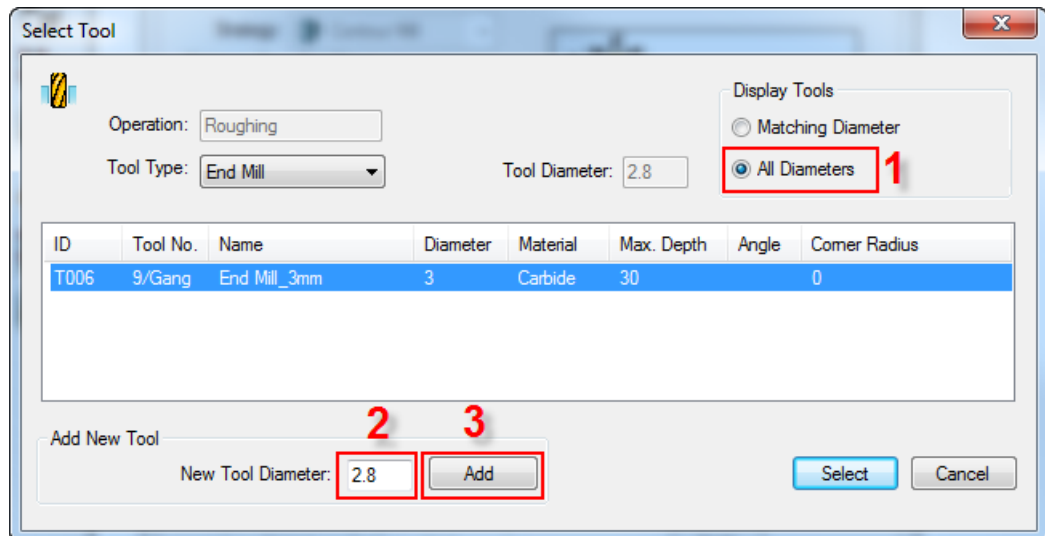 Select Tool
Display Tools
Operation: Roughing
Matching Diameter
Tool Type: End Mill
Tool Diameter: 2.8
All Diameters 1
ID Tool No. Name Diameter Material Max. Depth Angle Corner Radius
T006 9/Gang End Mill_3mm 3 Carbide 30 0
2 3
Add New Tool
New Tool Diameter: 2.8 Add Select Cancel